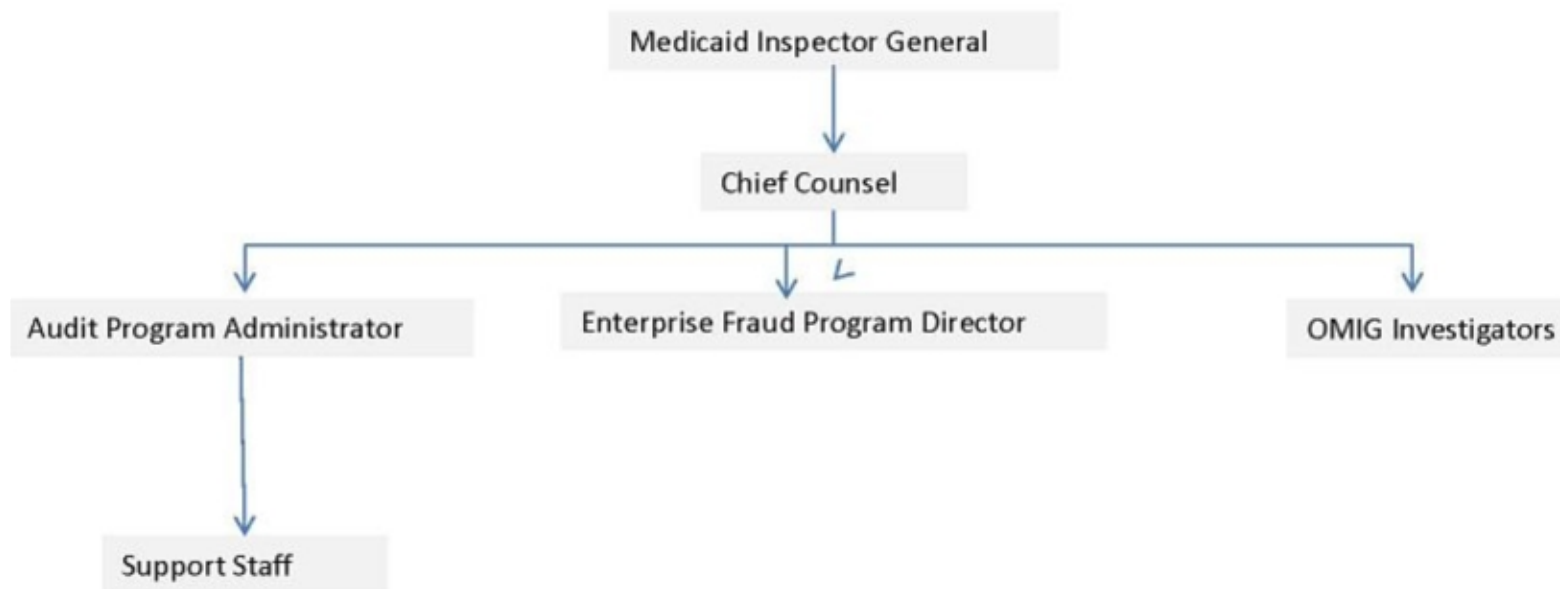 Medicaid Inspector General
Chief Counsel
Audit Program Administrator
Enterprise Fraud Program Director
OMIG Investigators
Support Staff